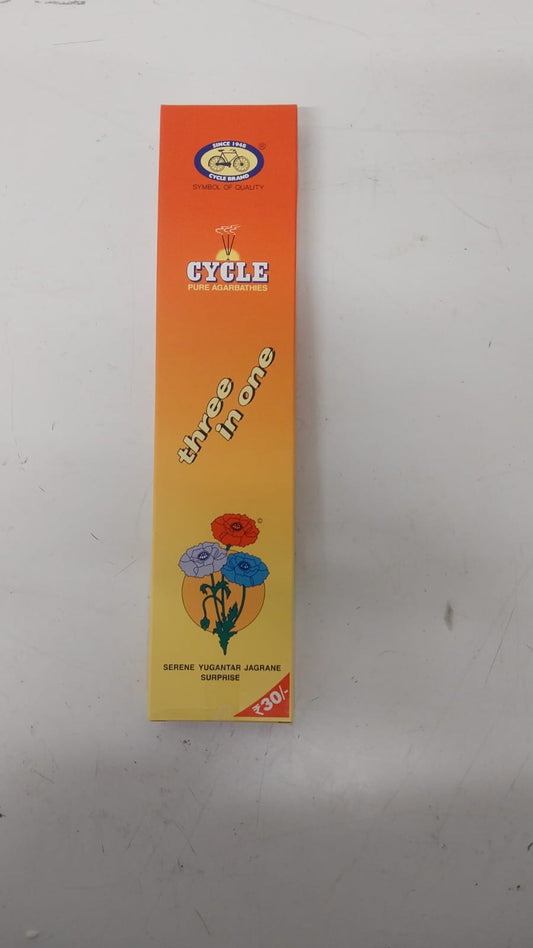 SINCE 1948
CYCLE BRAND
®
SYMBOL OF QUALITY
CYCLE
PURE AGARBATHIES
three
in one
©
SERENE YUGANTAR JAGRANE
SURPRISE
₹30/-